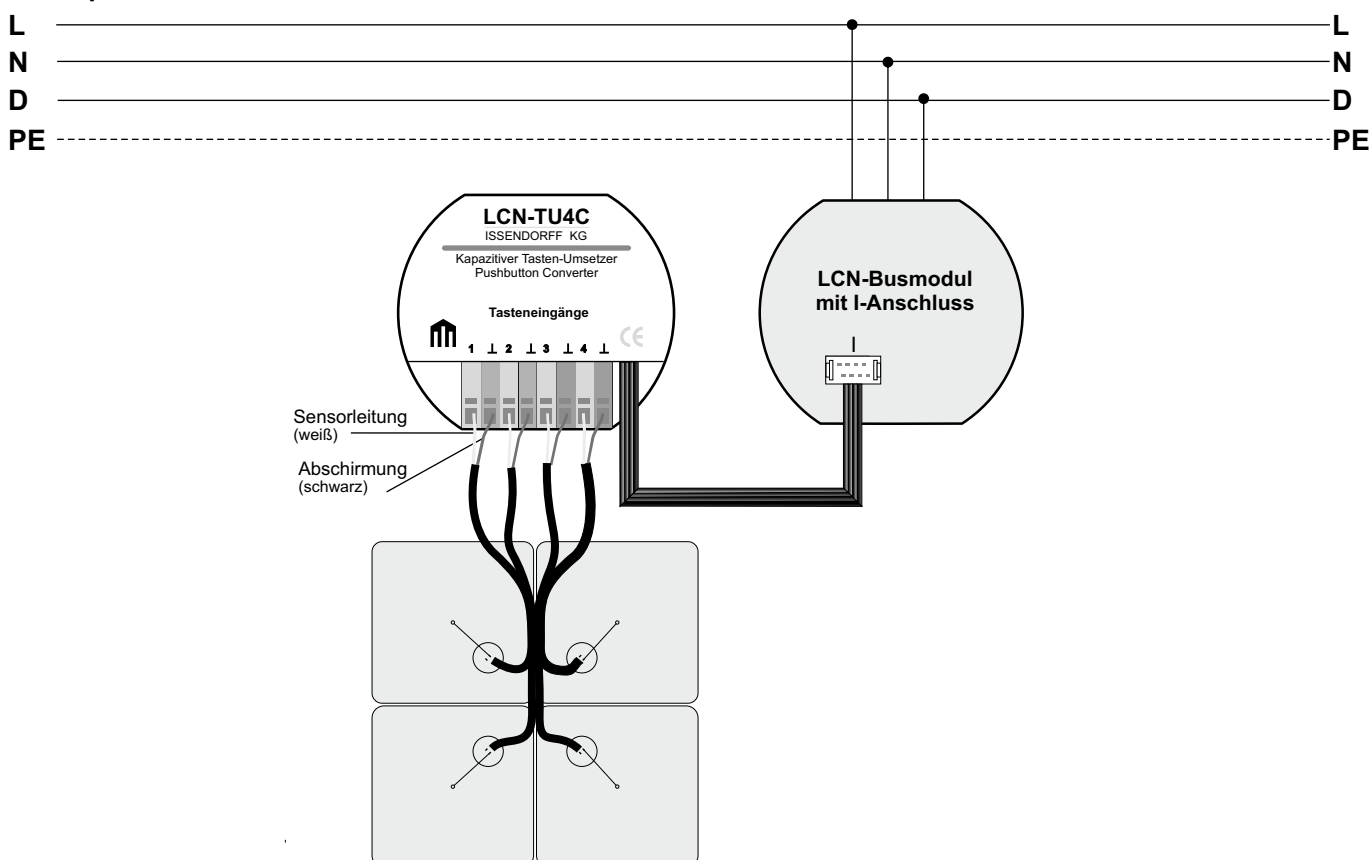 L L
N N
D D
PE PE
LCN-TU4C
ISSENDORFF KG
Kapazitiver Tasten-Umsetzer
Pushbutton Converter
Tasteneingänge
1 ⊥ 2 ⊥ 3 ⊥ 4 ⊥
CE
LCN-Busmodul
mit I-Anschluss
I
Sensorleitung
(weiß)
Abschirmung
(schwarz)